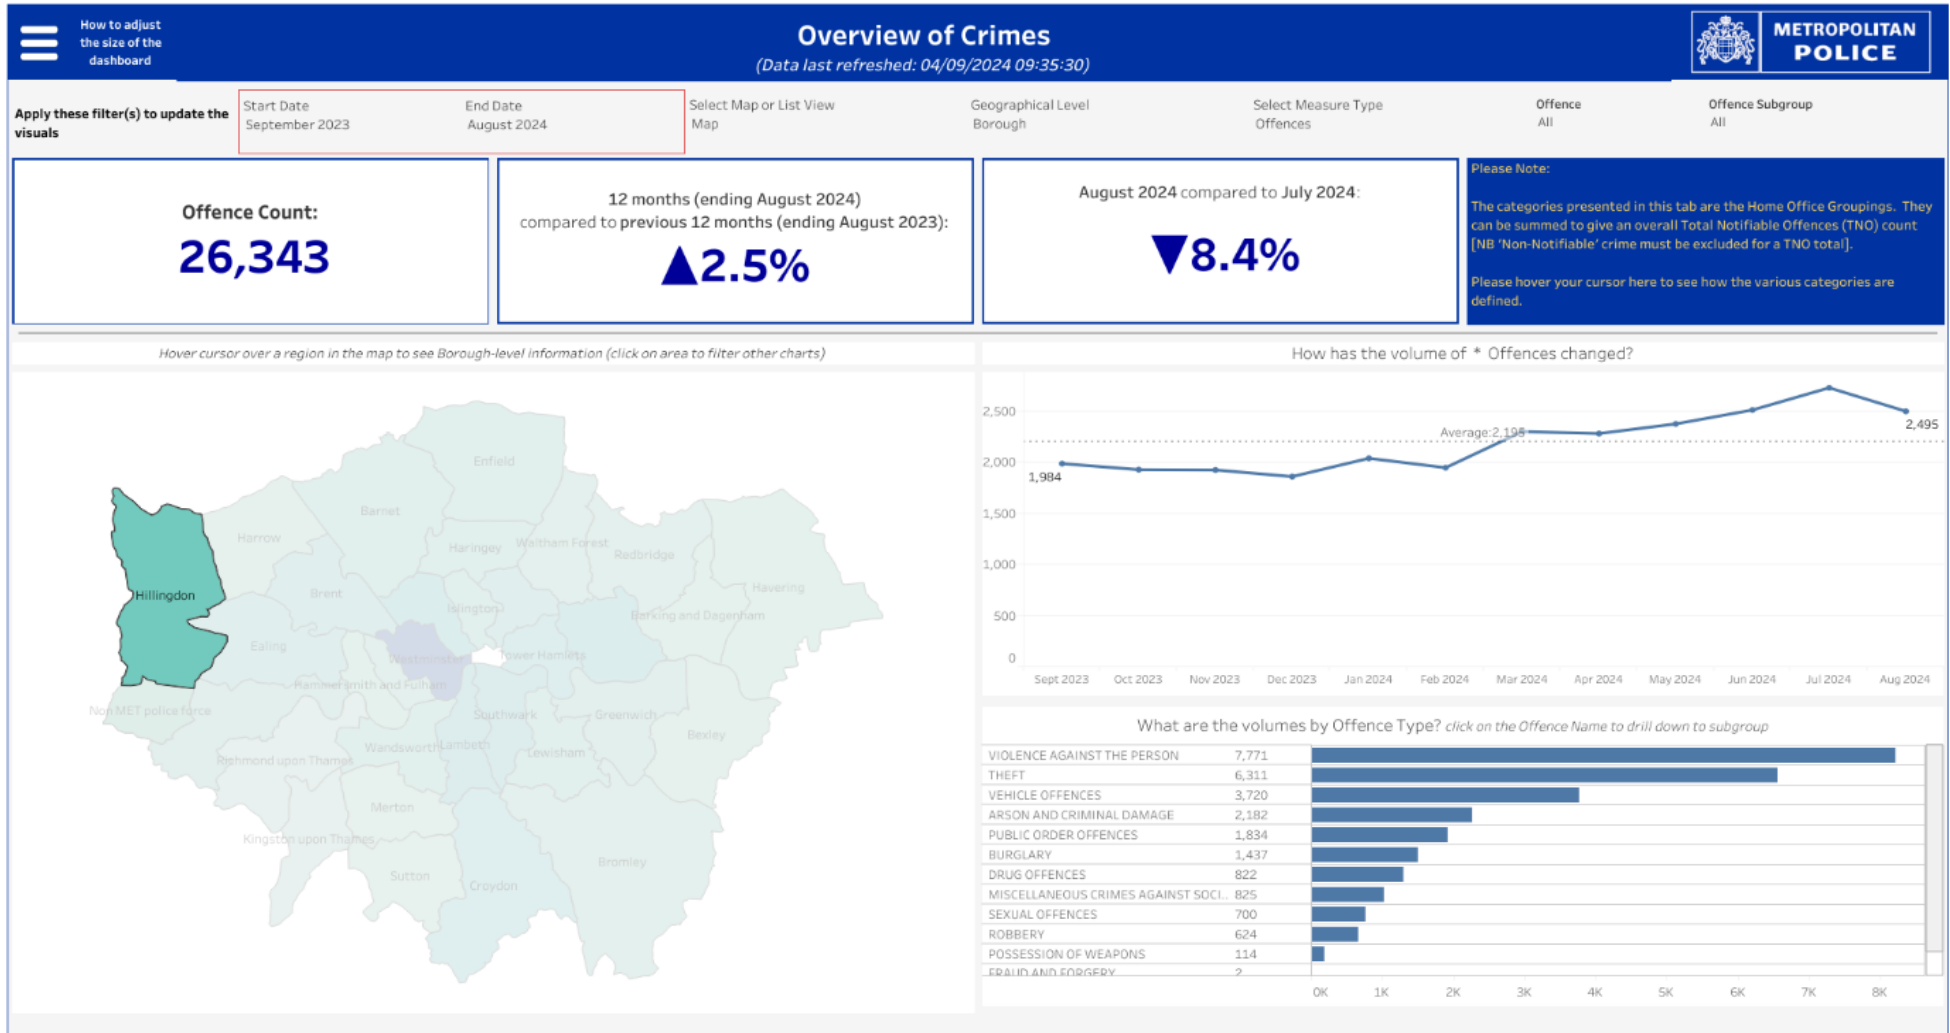 How to adjust
the size of the
dashboard
Overview of Crimes
(Data last refreshed: 04/09/2024 09:35:30)
METROPOLITAN
POLICE
Apply these filter(s) to update the
visuals
Start Date
September 2023
End Date
August 2024
Select Map or List View
Map
Geographical Level
Borough
Select Measure Type
Offences
Offence
All
Offence Subgroup
All
Offence Count:
26,343
12 months (ending August 2024)
compared to previous 12 months (ending August 2023):
▲2.5%
August 2024 compared to July 2024:
▼8.4%
Please Note:
The categories presented in this tab are the Home Office Groupings. They
can be summed to give an overall Total Notifiable Offences (TNO) count
[NB 'Non-Notifiable' crime must be excluded for a TNO total].
Please hover your cursor here to see how the various categories are
defined.
Hover cursor over a region in the map to see Borough-level information (click on area to filter other charts)
Enfield
Barnet
Harrow
Haringey
Waltham Forest
Redbridge
Havering
Hillingdon
Brent
Islington
Barking and Dagenham
Ealing
Westminster
Tower Hamlets
Hammersmith and Fulham
Non MET police force
Southwark
Greenwich
Bexley
Wandsworth
Lambeth
Lewisham
Richmond upon Thames
Merton
Kingston upon Thames
Bromley
Sutton
Croydon
How has the volume of * Offences changed?
2,500
2,000
1,500
1,000
500
0
Average:2,195
1,984
2,495
Sept 2023
Oct 2023
Nov 2023
Dec 2023
Jan 2024
Feb 2024
Mar 2024
Apr 2024
May 2024
Jun 2024
Jul 2024
Aug 2024
What are the volumes by Offence Type? click on the Offence Name to drill down to subgroup
VIOLENCE AGAINST THE PERSON 7,771
THEFT 6,311
VEHICLE OFFENCES 3,720
ARSON AND CRIMINAL DAMAGE 2,182
PUBLIC ORDER OFFENCES 1,834
BURGLARY 1,437
DRUG OFFENCES 822
MISCELLANEOUS CRIMES AGAINST SOCI.. 825
SEXUAL OFFENCES 700
ROBBERY 624
POSSESSION OF WEAPONS 114
FRAUD AND FORGERY 2
0K 1K 2K 3K 4K 5K 6K 7K 8K